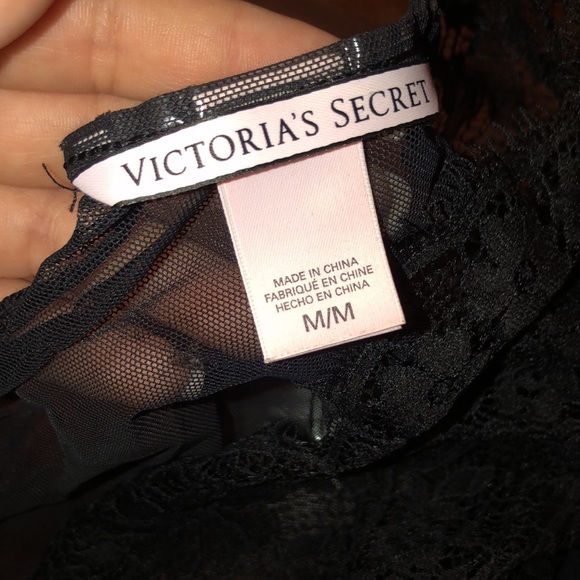 VICTORIA'S SECRET
MADE IN CHINA
FABRIQUÉ EN CHINE
HECHO EN CHINA
M/M